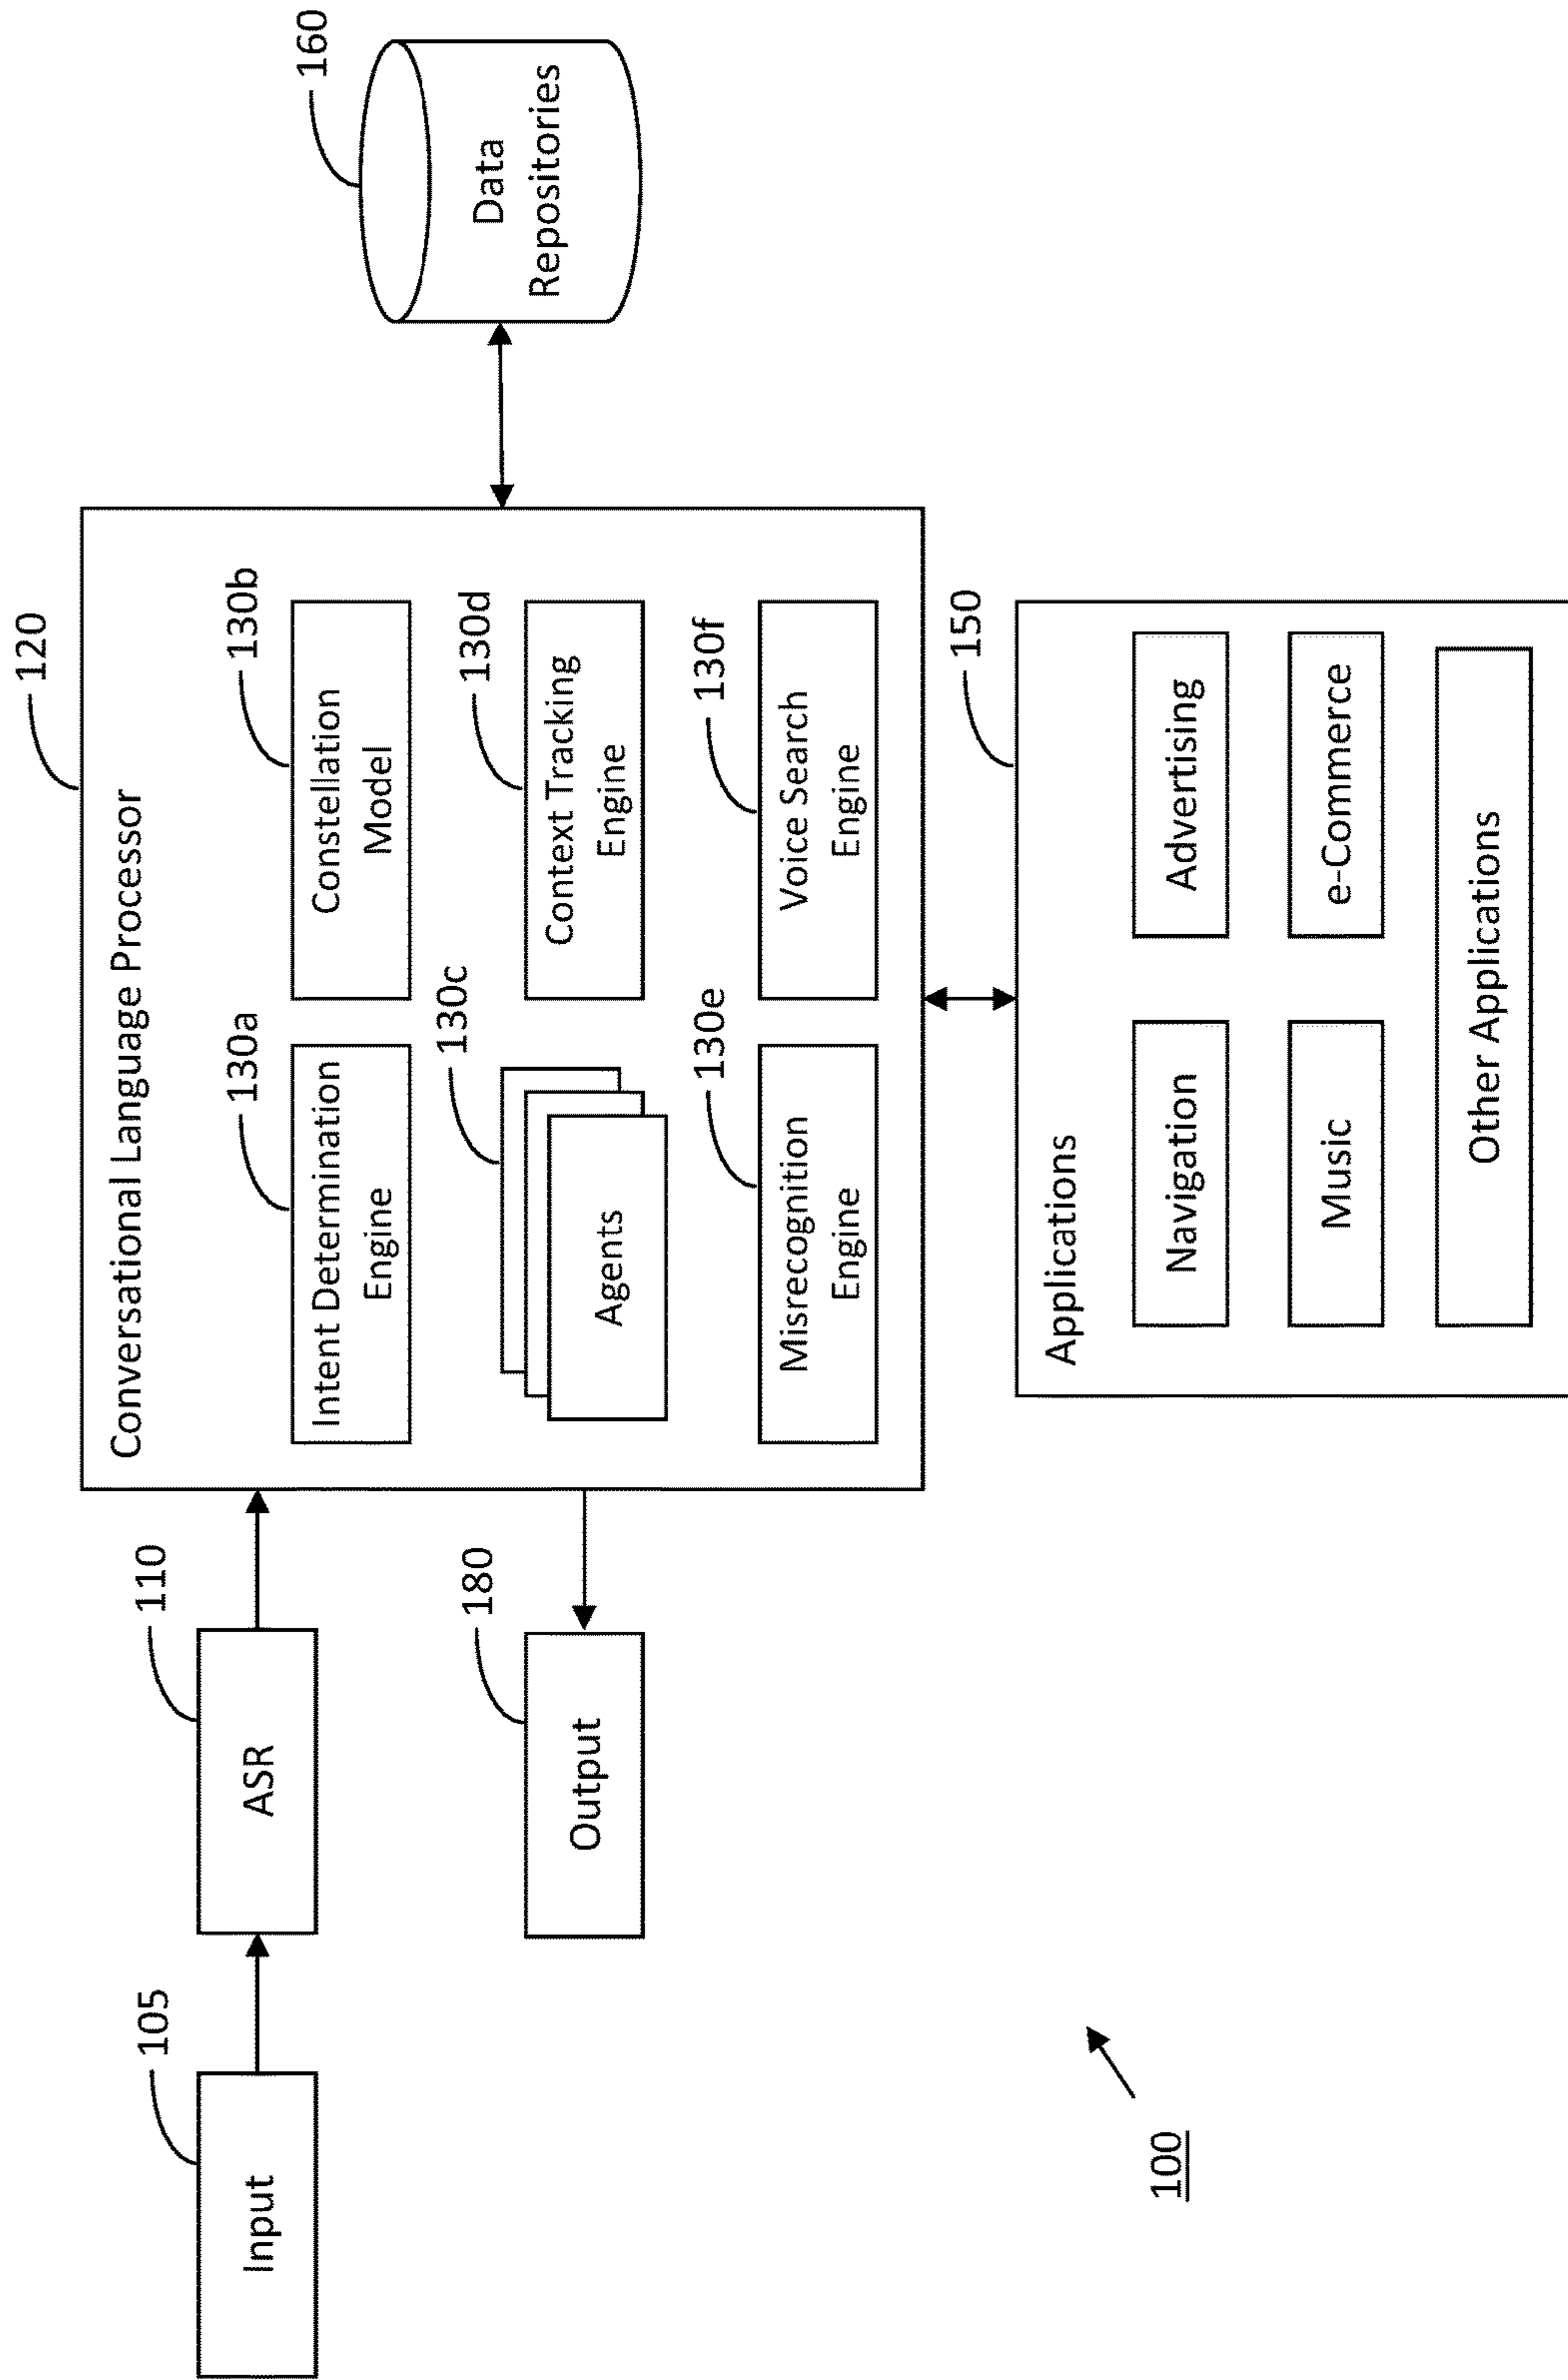 120
Conversational Language Processor
130a
Intent Determination
Engine
130b
Constellation
Model
130c
Agents
130d
Context Tracking
Engine
130e
Misrecognition
Engine
130f
Voice Search
Engine
105
Input
110
ASR
180
Output
160
Data
Repositories
150
Applications
Navigation
Advertising
Music
e-Commerce
Other Applications
100